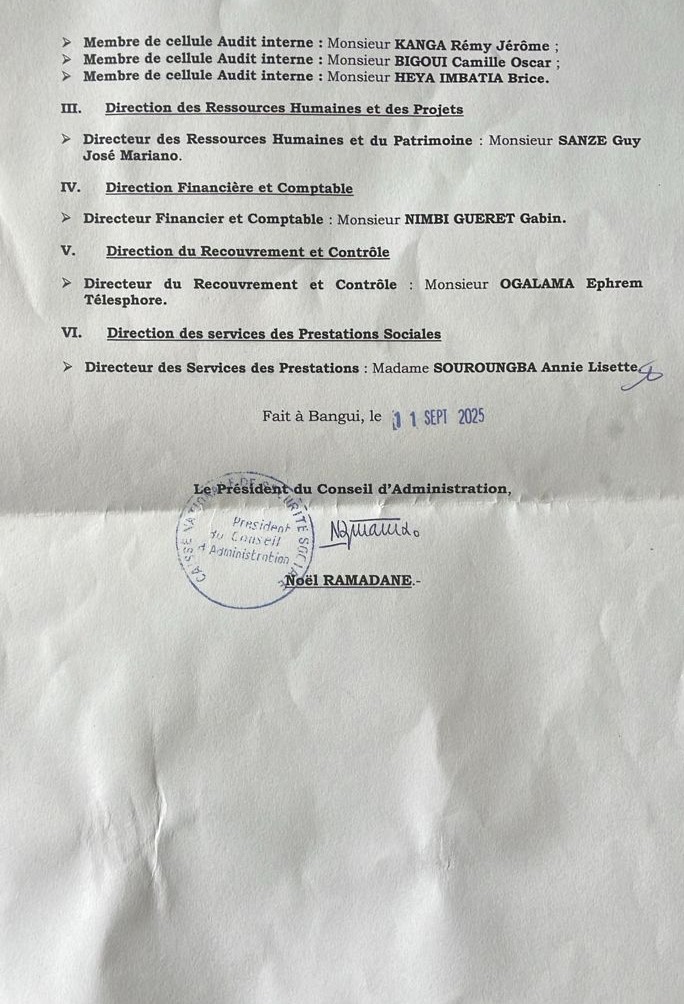 ➢ Membre de cellule Audit interne : Monsieur KANGA Rémy Jérôme ;
➢ Membre de cellule Audit interne : Monsieur BIGOUI Camille Oscar ;
➢ Membre de cellule Audit interne : Monsieur HEYA IMBATIA Brice.
III. Direction des Ressources Humaines et des Projets
➢ Directeur des Ressources Humaines et du Patrimoine : Monsieur SANZE Guy
José Mariano.
IV. Direction Financière et Comptable
➢ Directeur Financier et Comptable : Monsieur NIMBI GUERET Gabin.
V. Direction du Recouvrement et Contrôle
➢ Directeur du Recouvrement et Contrôle : Monsieur OGALAMA Ephrem
Télesphore.
VI. Direction des services des Prestations Sociales
➢ Directeur des Services des Prestations : Madame SOUROUNGBA Annie Lisette
Fait à Bangui, le 11 SEPT 2025
Le Président du Conseil d'Administration,
CAISSE NATIONALE DE SECURITE SOCIALE
President
du Conseil
d'Administration
Noël RAMADANE.-